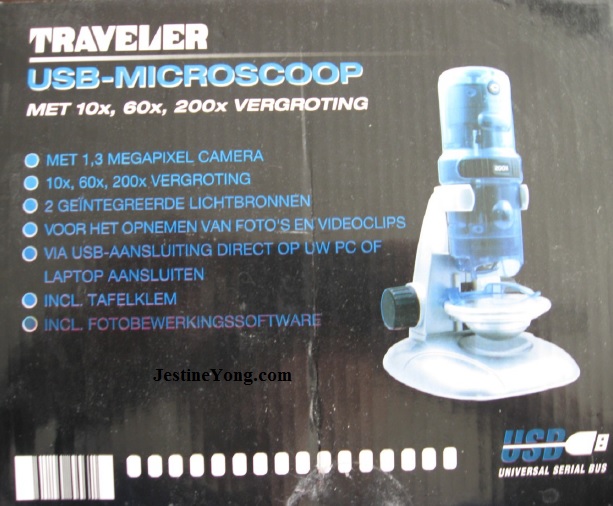 TRAVELER
USB-MICROSCOOP
MET 10x, 60x, 200x VERGROTING
MET 1,3 MEGAPIXEL CAMERA
10x, 60x, 200x VERGROTING
2 GEÏNTEGREERDE LICHTBRONNEN
VOOR HET OPNEMEN VAN FOTO'S EN VIDEOCLIPS
VIA USB-AANSLUITING DIRECT OP UW PC OF
LAPTOP AANSLUITEN
INCL. TAFELKLEM
INCL. FOTOBEWERKINGSSOFTWARE
JestineYong.com
USB
UNIVERSAL SERIAL BUS